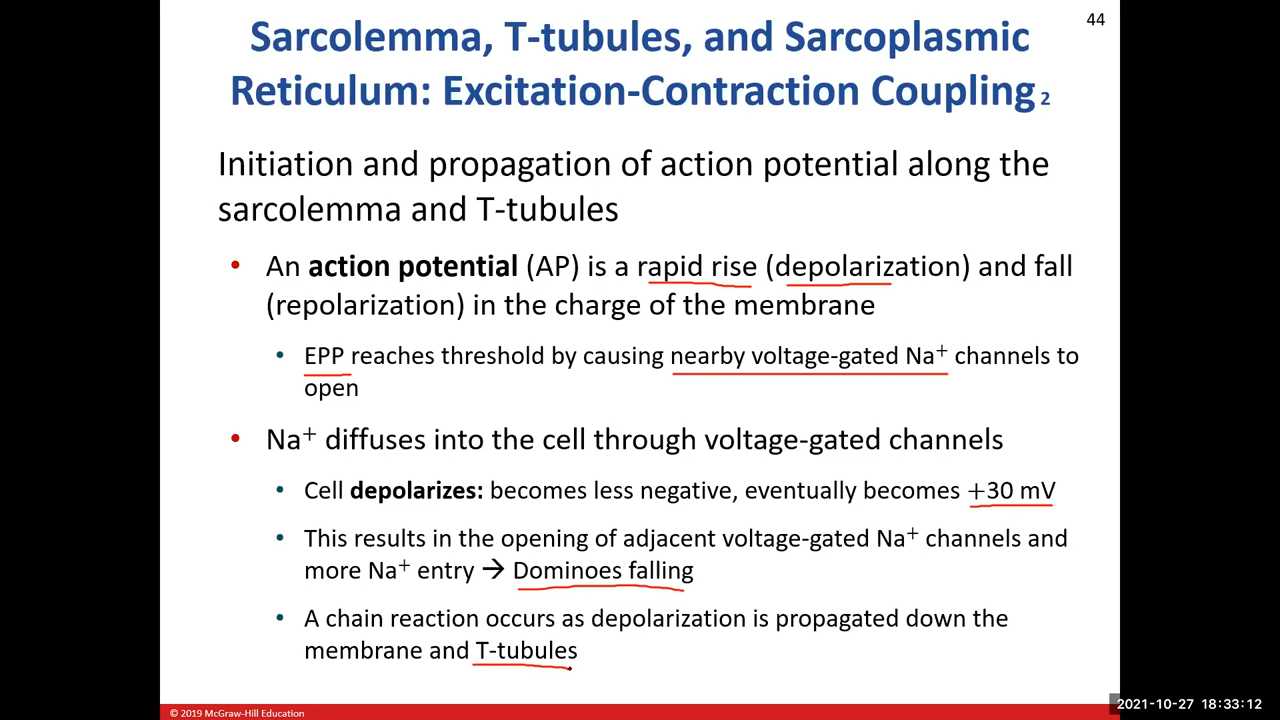 44
Sarcolemma, T-tubules, and Sarcoplasmic
Reticulum: Excitation-Contraction Coupling 2
Initiation and propagation of action potential along the
sarcolemma and T-tubules
• An action potential (AP) is a rapid rise (depolarization) and fall
(repolarization) in the charge of the membrane
• EPP reaches threshold by causing nearby voltage-gated Na⁺ channels to
open
• Na⁺ diffuses into the cell through voltage-gated channels
• Cell depolarizes: becomes less negative, eventually becomes +30 mV
• This results in the opening of adjacent voltage-gated Na⁺ channels and
more Na⁺ entry → Dominoes falling
• A chain reaction occurs as depolarization is propagated down the
membrane and T-tubules
© 2019 McGraw-Hill Education
2021-10-27 18:33:12